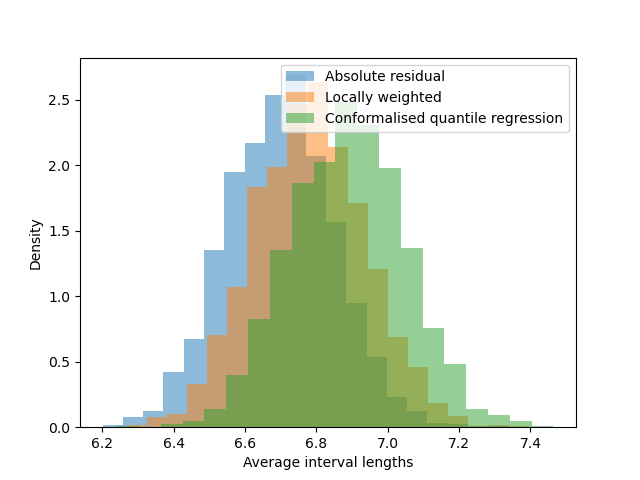 Absolute residual
Locally weighted
Conformalised quantile regression
2.5
2.0
1.5
1.0
0.5
0.0
Density
6.2 6.4 6.6 6.8 7.0 7.2 7.4
Average interval lengths